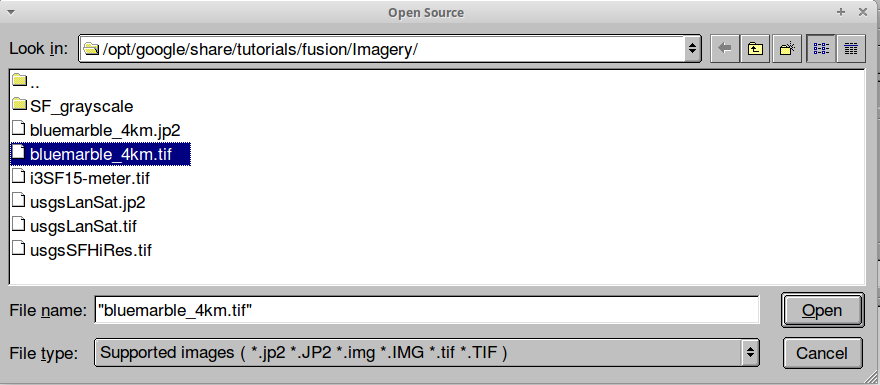 Open Source
Look in: /opt/google/share/tutorials/fusion/Imagery/
..
SF_grayscale
bluemarble_4km.jp2
bluemarble_4km.tif
i3SF15-meter.tif
usgsLanSat.jp2
usgsLanSat.tif
usgsSFHiRes.tif
File name: "bluemarble_4km.tif" Open
File type: Supported images ( *.jp2 *.JP2 *.img *.IMG *.tif *.TIF ) Cancel